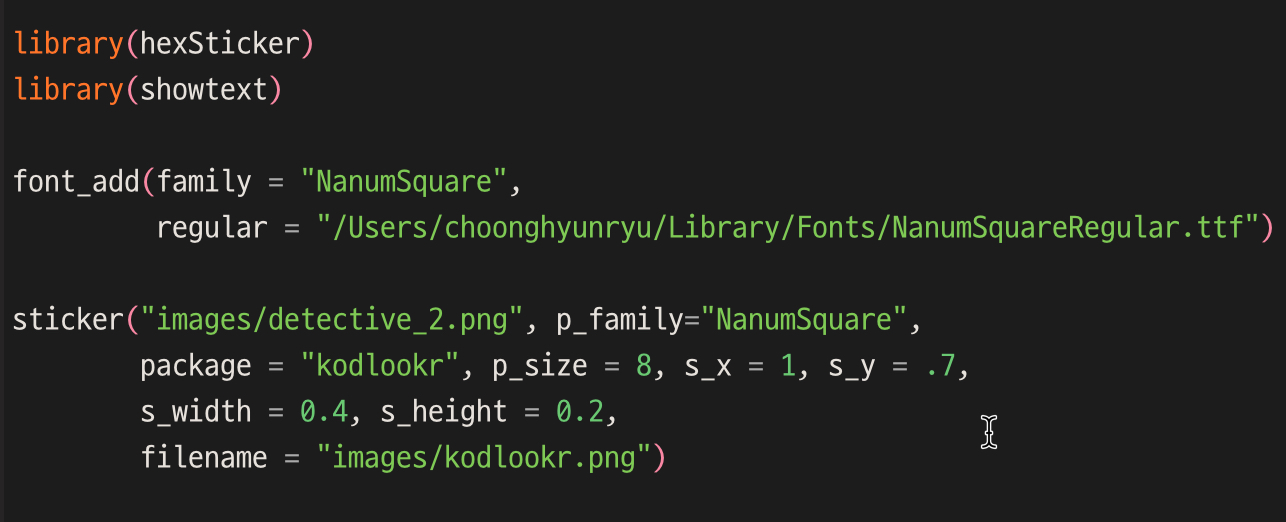 library(hexSticker)
library(showtext)
font_add(family = "NanumSquare",
regular = "/Users/choonghyunryu/Library/Fonts/NanumSquareRegular.ttf")
sticker("images/detective_2.png", p_family="NanumSquare",
package = "kodlookr", p_size = 8, s_x = 1, s_y = .7,
s_width = 0.4, s_height = 0.2,
filename = "images/kodlookr.png")